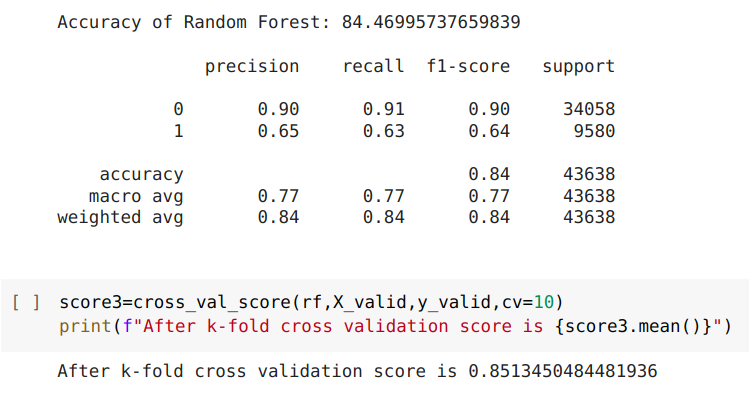 Accuracy of Random Forest: 84.46995737659839
precision recall f1-score support
0 0.90 0.91 0.90 34058
1 0.65 0.63 0.64 9580
accuracy 0.84 43638
macro avg 0.77 0.77 0.77 43638
weighted avg 0.84 0.84 0.84 43638
[ ] score3=cross_val_score(rf,X_valid,y_valid,cv=10)
print(f"After k-fold cross validation score is {score3.mean()}")
After k-fold cross validation score is 0.8513450484481936